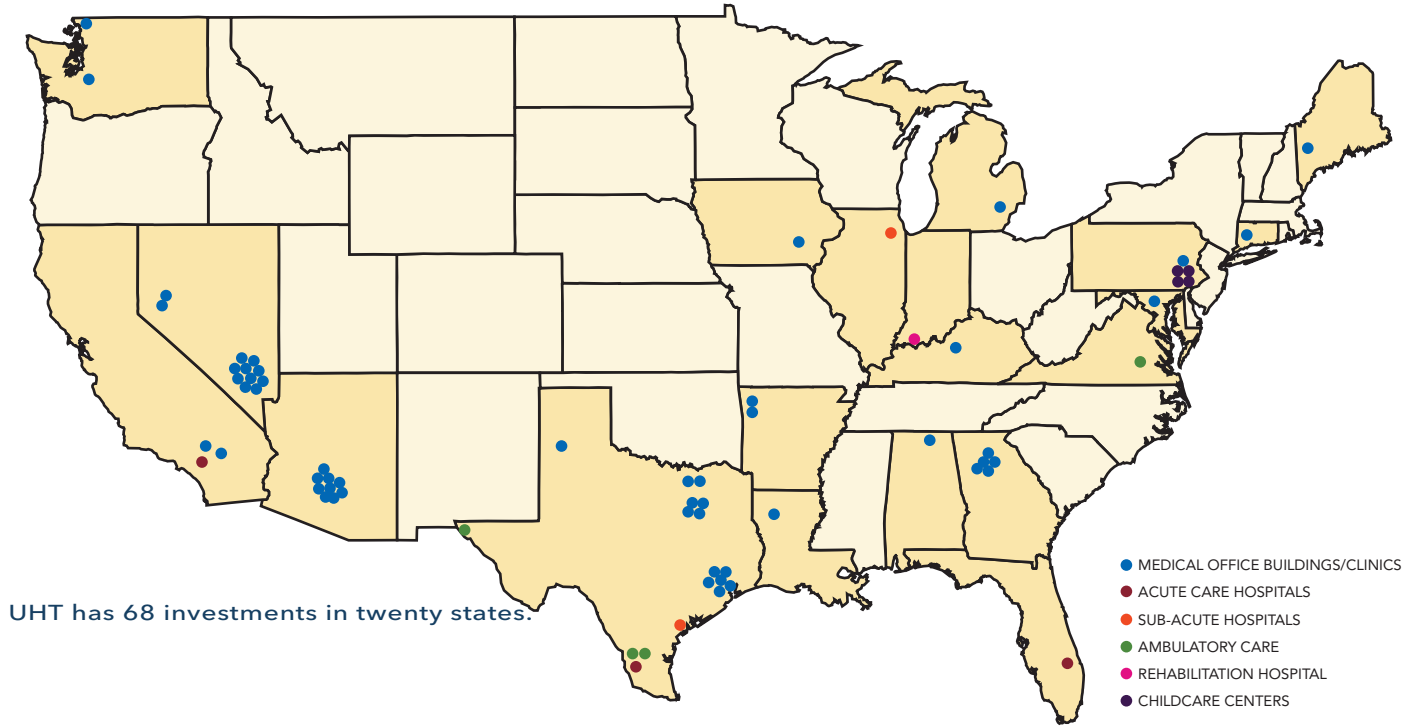 UHT has 68 investments in twenty states.
MEDICAL OFFICE BUILDINGS/CLINICS
ACUTE CARE HOSPITALS
SUB-ACUTE HOSPITALS
AMBULATORY CARE
REHABILITATION HOSPITAL
CHILDCARE CENTERS